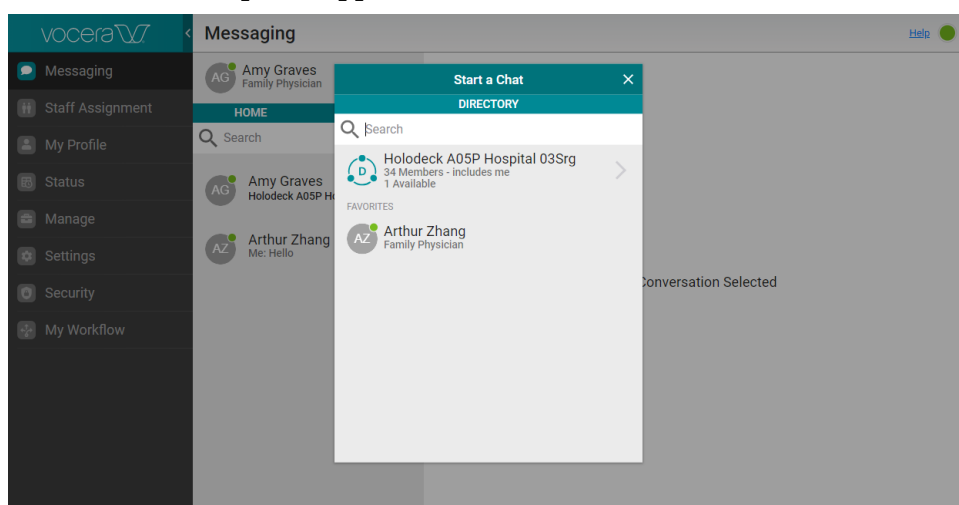 vocera
Messaging
Help
Messaging
Staff Assignment
My Profile
Status
Manage
Settings
Security
My Workflow
AG
Amy Graves
Family Physician
HOME
Search
AG
Amy Graves
Holodeck A05P Ho
AZ
Arthur Zhang
Me: Hello
Start a Chat
DIRECTORY
Search
D
Holodeck A05P Hospital 03Srg
34 Members - includes me
1 Available
FAVORITES
AZ
Arthur Zhang
Family Physician
Conversation Selected